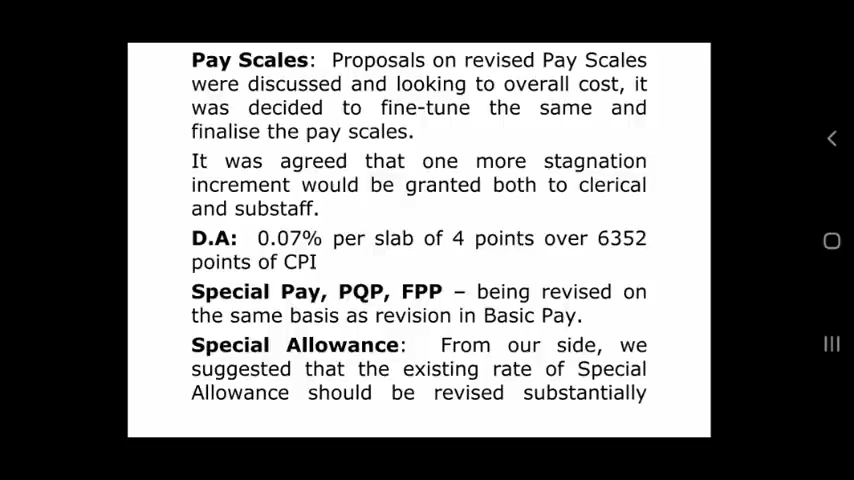 Pay Scales: Proposals on revised Pay Scales
were discussed and looking to overall cost, it
was decided to fine-tune the same and
finalise the pay scales.
It was agreed that one more stagnation
increment would be granted both to clerical
and substaff.
D.A: 0.07% per slab of 4 points over 6352
points of CPI
Special Pay, PQP, FPP – being revised on
the same basis as revision in Basic Pay.
Special Allowance: From our side, we
suggested that the existing rate of Special
Allowance should be revised substantially